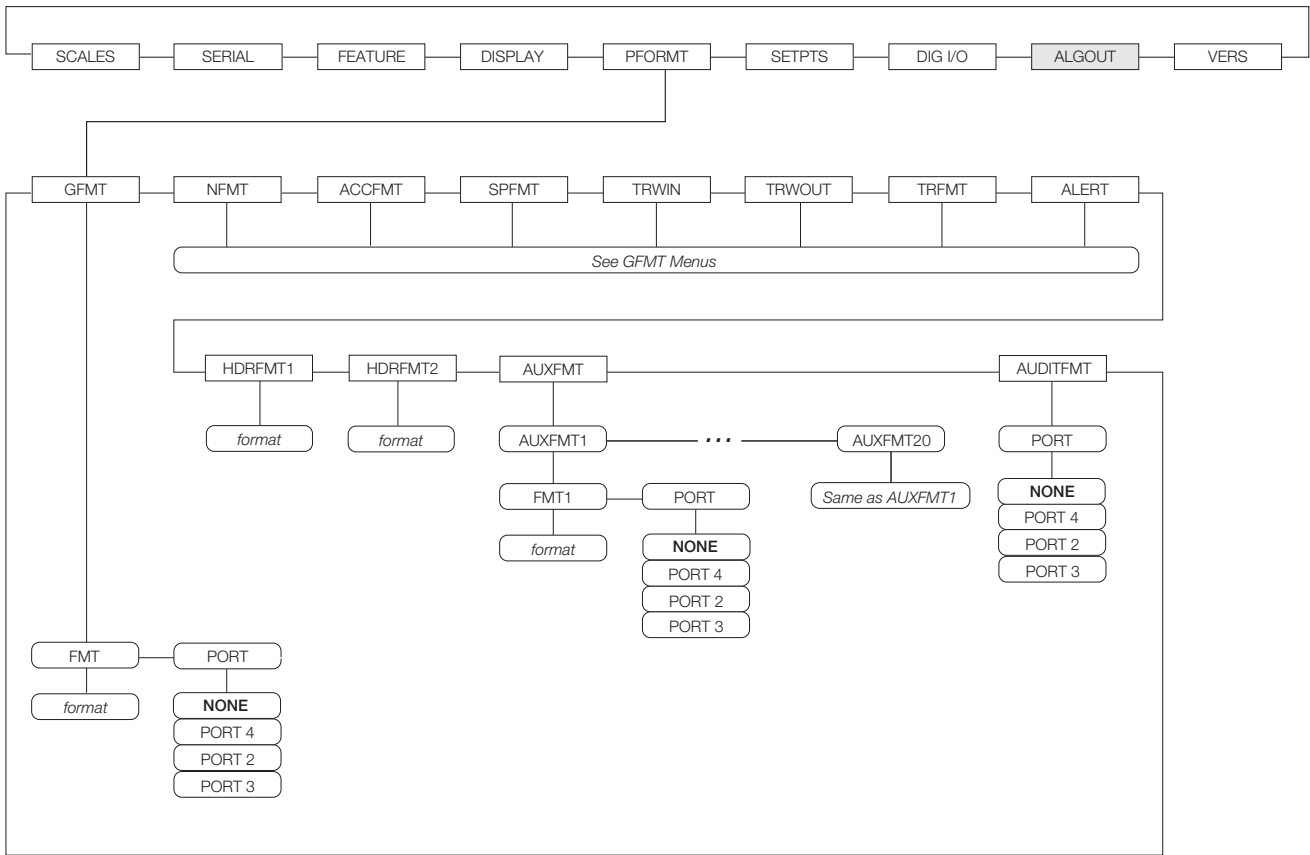 SCALES SERIAL FEATURE DISPLAY PFORMT SETPTS DIG I/O ALGOUT VERS
GFMT NFMT ACCFMT SPFMT TRWIN TRWOUT TRFMT ALERT
See GFMT Menus
HDRFMT1 HDRFMT2 AUXFMT AUDITFMT
format format AUXFMT1 ... AUXFMT20 PORT
FMT1 PORT Same as AUXFMT1 NONE
PORT 4
format NONE PORT 2
PORT 4 PORT 3
PORT 2
PORT 3
FMT PORT
format NONE
PORT 4
PORT 2
PORT 3